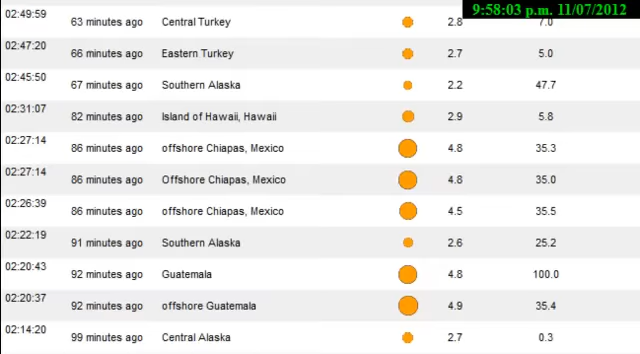 9:58:03 p.m. 11/07/2012
02:49:59 63 minutes ago Central Turkey 2.8 7.0
02:47:20 66 minutes ago Eastern Turkey 2.7 5.0
02:45:50 67 minutes ago Southern Alaska 2.2 47.7
02:31:07 82 minutes ago Island of Hawaii, Hawaii 2.9 5.8
02:27:14 86 minutes ago offshore Chiapas, Mexico 4.8 35.3
02:27:14 86 minutes ago Offshore Chiapas, Mexico 4.8 35.0
02:26:39 86 minutes ago offshore Chiapas, Mexico 4.5 35.5
02:22:19 91 minutes ago Southern Alaska 2.6 25.2
02:20:43 92 minutes ago Guatemala 4.8 100.0
02:20:37 92 minutes ago offshore Guatemala 4.9 35.4
02:14:20 99 minutes ago Central Alaska 2.7 0.3